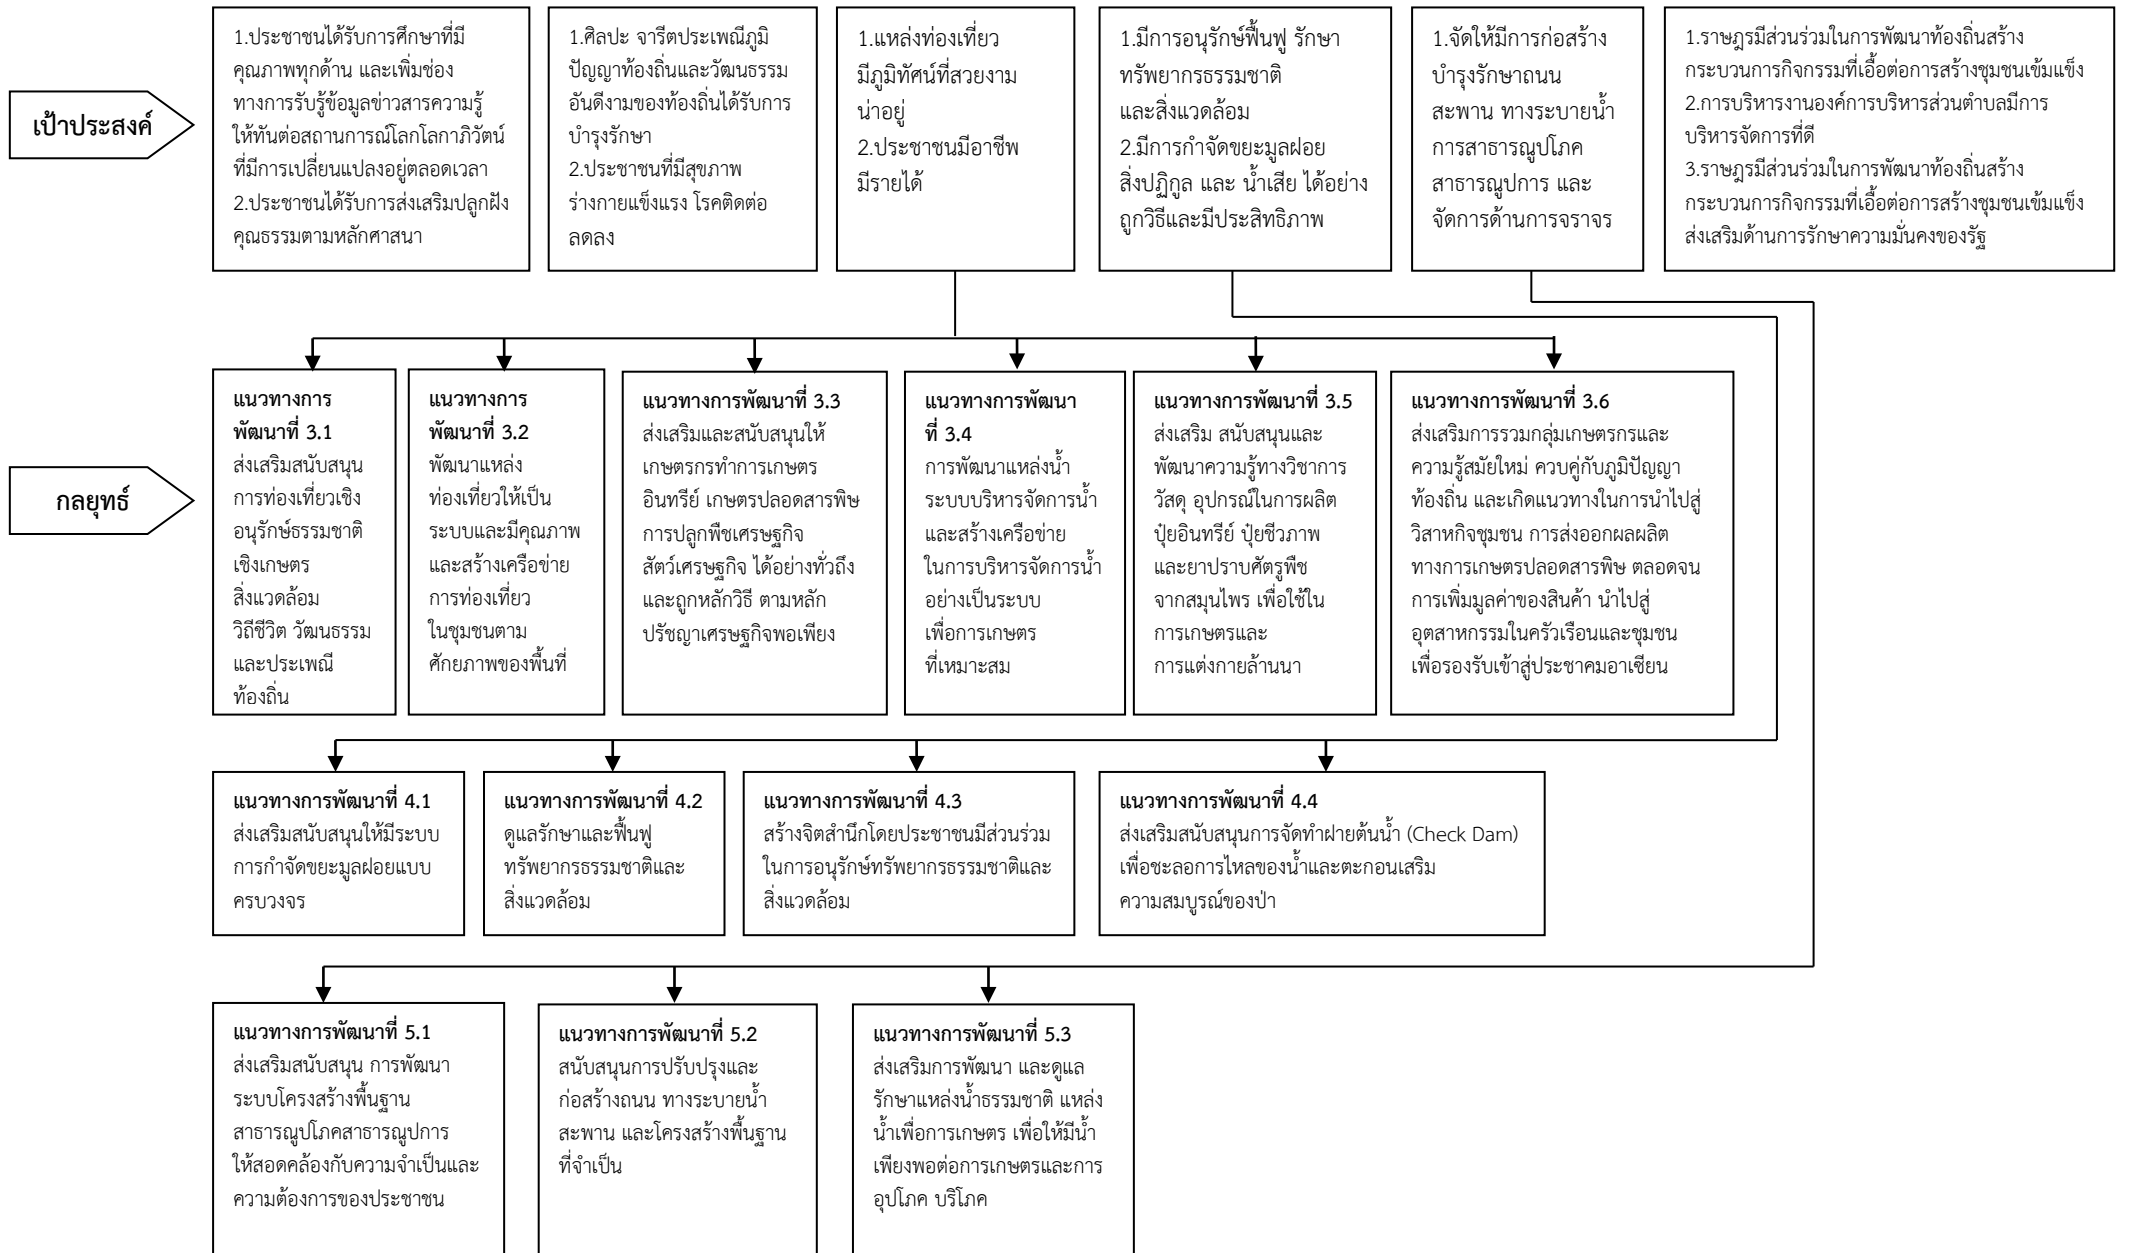 เป้าประสงค์
1.ประชาชนได้รับการศึกษาที่มี
คุณภาพทุกด้าน และเพิ่มช่อง
ทางการรับรู้ข้อมูลข่าวสารความรู้
ให้ทันต่อสถานการณ์โลกโลกาภิวัตน์
ที่มีการเปลี่ยนแปลงอยู่ตลอดเวลา
2.ประชาชนได้รับการส่งเสริมปลูกฝัง
คุณธรรมตามหลักศาสนา
1.ศิลปะ จารีตประเพณีภูมิ
ปัญญาท้องถิ่นและวัฒนธรรม
อันดีงามของท้องถิ่นได้รับการ
บำรุงรักษา
2.ประชาชนที่มีสุขภาพ
ร่างกายแข็งแรง โรคติดต่อ
ลดลง
1.แหล่งท่องเที่ยว
มีภูมิทัศน์ที่สวยงาม
น่าอยู่
2.ประชาชนมีอาชีพ
มีรายได้
1.มีการอนุรักษ์ฟื้นฟู รักษา
ทรัพยากรธรรมชาติ
และสิ่งแวดล้อม
2.มีการกำจัดขยะมูลฝอย
สิ่งปฏิกูล และ น้ำเสีย ได้อย่าง
ถูกวิธีและมีประสิทธิภาพ
1.จัดให้มีการก่อสร้าง
บำรุงรักษาถนน
สะพาน ทางระบายน้ำ
การสาธารณูปโภค
สาธารณูปการ และ
จัดการด้านการจราจร
1.ราษฎรมีส่วนร่วมในการพัฒนาท้องถิ่นสร้าง
กระบวนการกิจกรรมที่เอื้อต่อการสร้างชุมชนเข้มแข็ง
2.การบริหารงานองค์การบริหารส่วนตำบลมีการ
บริหารจัดการที่ดี
3.ราษฎรมีส่วนร่วมในการพัฒนาท้องถิ่นสร้าง
กระบวนการกิจกรรมที่เอื้อต่อการสร้างชุมชนเข้มแข็ง
ส่งเสริมด้านการรักษาความมั่นคงของรัฐ
กลยุทธ์
แนวทางการ
พัฒนาที่ 3.1
ส่งเสริมสนับสนุน
การท่องเที่ยวเชิง
อนุรักษ์ธรรมชาติ
เชิงเกษตร
สิ่งแวดล้อม
วิถีชีวิต วัฒนธรรม
และประเพณี
ท้องถิ่น
แนวทางการ
พัฒนาที่ 3.2
พัฒนาแหล่ง
ท่องเที่ยวให้เป็น
ระบบและมีคุณภาพ
และสร้างเครือข่าย
การท่องเที่ยว
ในชุมชนตาม
ศักยภาพของพื้นที่
แนวทางการพัฒนาที่ 3.3
ส่งเสริมและสนับสนุนให้
เกษตรกรทำการเกษตร
อินทรีย์ เกษตรปลอดสารพิษ
การปลูกพืชเศรษฐกิจ
สัตว์เศรษฐกิจ ได้อย่างทั่วถึง
และถูกหลักวิธี ตามหลัก
ปรัชญาเศรษฐกิจพอเพียง
แนวทางการพัฒนา
ที่ 3.4
การพัฒนาแหล่งน้ำ
ระบบบริหารจัดการน้ำ
และสร้างเครือข่าย
ในการบริหารจัดการน้ำ
อย่างเป็นระบบ
เพื่อการเกษตร
ที่เหมาะสม
แนวทางการพัฒนาที่ 3.5
ส่งเสริม สนับสนุนและ
พัฒนาความรู้ทางวิชาการ
วัสดุ อุปกรณ์ในการผลิต
ปุ๋ยอินทรีย์ ปุ๋ยชีวภาพ
และยาปราบศัตรูพืช
จากสมุนไพร เพื่อใช้ใน
การเกษตรและ
การแต่งกายล้านนา
แนวทางการพัฒนาที่ 3.6
ส่งเสริมการรวมกลุ่มเกษตรกรและ
ความรู้สมัยใหม่ ควบคู่กับภูมิปัญญา
ท้องถิ่น และเกิดแนวทางในการนำไปสู่
วิสาหกิจชุมชน การส่งออกผลผลิต
ทางการเกษตรปลอดสารพิษ ตลอดจน
การเพิ่มมูลค่าของสินค้า นำไปสู่
อุตสาหกรรมในครัวเรือนและชุมชน
เพื่อรองรับเข้าสู่ประชาคมอาเซียน
แนวทางการพัฒนาที่ 4.1
ส่งเสริมสนับสนุนให้มีระบบ
การกำจัดขยะมูลฝอยแบบ
ครบวงจร
แนวทางการพัฒนาที่ 4.2
ดูแลรักษาและฟื้นฟู
ทรัพยากรธรรมชาติและ
สิ่งแวดล้อม
แนวทางการพัฒนาที่ 4.3
สร้างจิตสำนึกโดยประชาชนมีส่วนร่วม
ในการอนุรักษ์ทรัพยากรธรรมชาติและ
สิ่งแวดล้อม
แนวทางการพัฒนาที่ 4.4
ส่งเสริมสนับสนุนการจัดทำฝายต้นน้ำ (Check Dam)
เพื่อชะลอการไหลของน้ำและตะกอนเสริม
ความสมบูรณ์ของป่า
แนวทางการพัฒนาที่ 5.1
ส่งเสริมสนับสนุน การพัฒนา
ระบบโครงสร้างพื้นฐาน
สาธารณูปโภคสาธารณูปการ
ให้สอดคล้องกับความจำเป็นและ
ความต้องการของประชาชน
แนวทางการพัฒนาที่ 5.2
สนับสนุนการปรับปรุงและ
ก่อสร้างถนน ทางระบายน้ำ
สะพาน และโครงสร้างพื้นฐาน
ที่จำเป็น
แนวทางการพัฒนาที่ 5.3
ส่งเสริมการพัฒนา และดูแล
รักษาแหล่งน้ำธรรมชาติ แหล่ง
น้ำเพื่อการเกษตร เพื่อให้มีน้ำ
เพียงพอต่อการเกษตรและการ
อุปโภค บริโภค